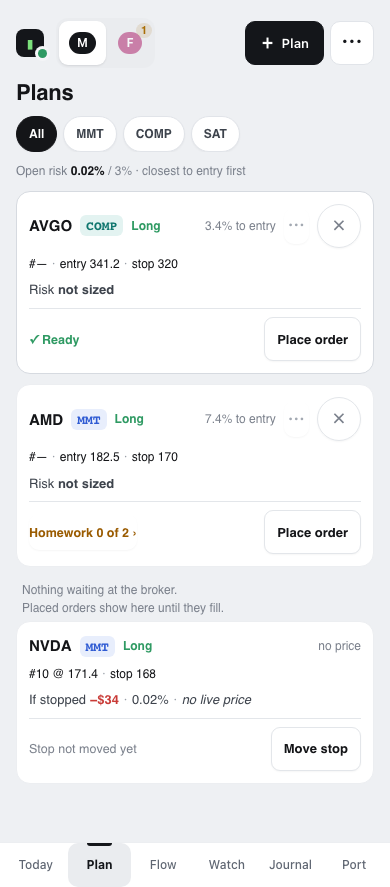 M F 1 + Plan ···
Plans
All MMT COMP SAT
Open risk 0.02% / 3% · closest to entry first
AVGO COMP Long 3.4% to entry ··· ✕
#— · entry 341.2 · stop 320
Risk not sized
✓ Ready Place order
AMD MMT Long 7.4% to entry ··· ✕
#— · entry 182.5 · stop 170
Risk not sized
Homework 0 of 2 › Place order
Nothing waiting at the broker.
Placed orders show here until they fill.
NVDA MMT Long no price
#10 @ 171.4 · stop 168
If stopped −$34 · 0.02% · no live price
Stop not moved yet Move stop
Today Plan Flow Watch Journal Port